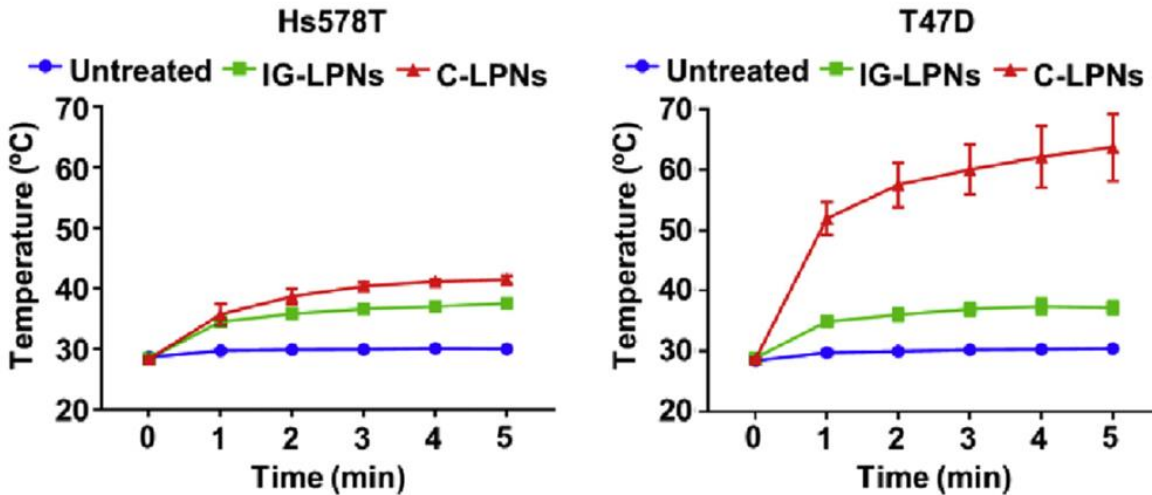 Hs578T
Untreated IG-LPNs C-LPNs
Temperature (ºC)
70
60
50
40
30
20
0 1 2 3 4 5
Time (min)
T47D
Untreated IG-LPNs C-LPNs
Temperature (ºC)
70
60
50
40
30
20
0 1 2 3 4 5
Time (min)